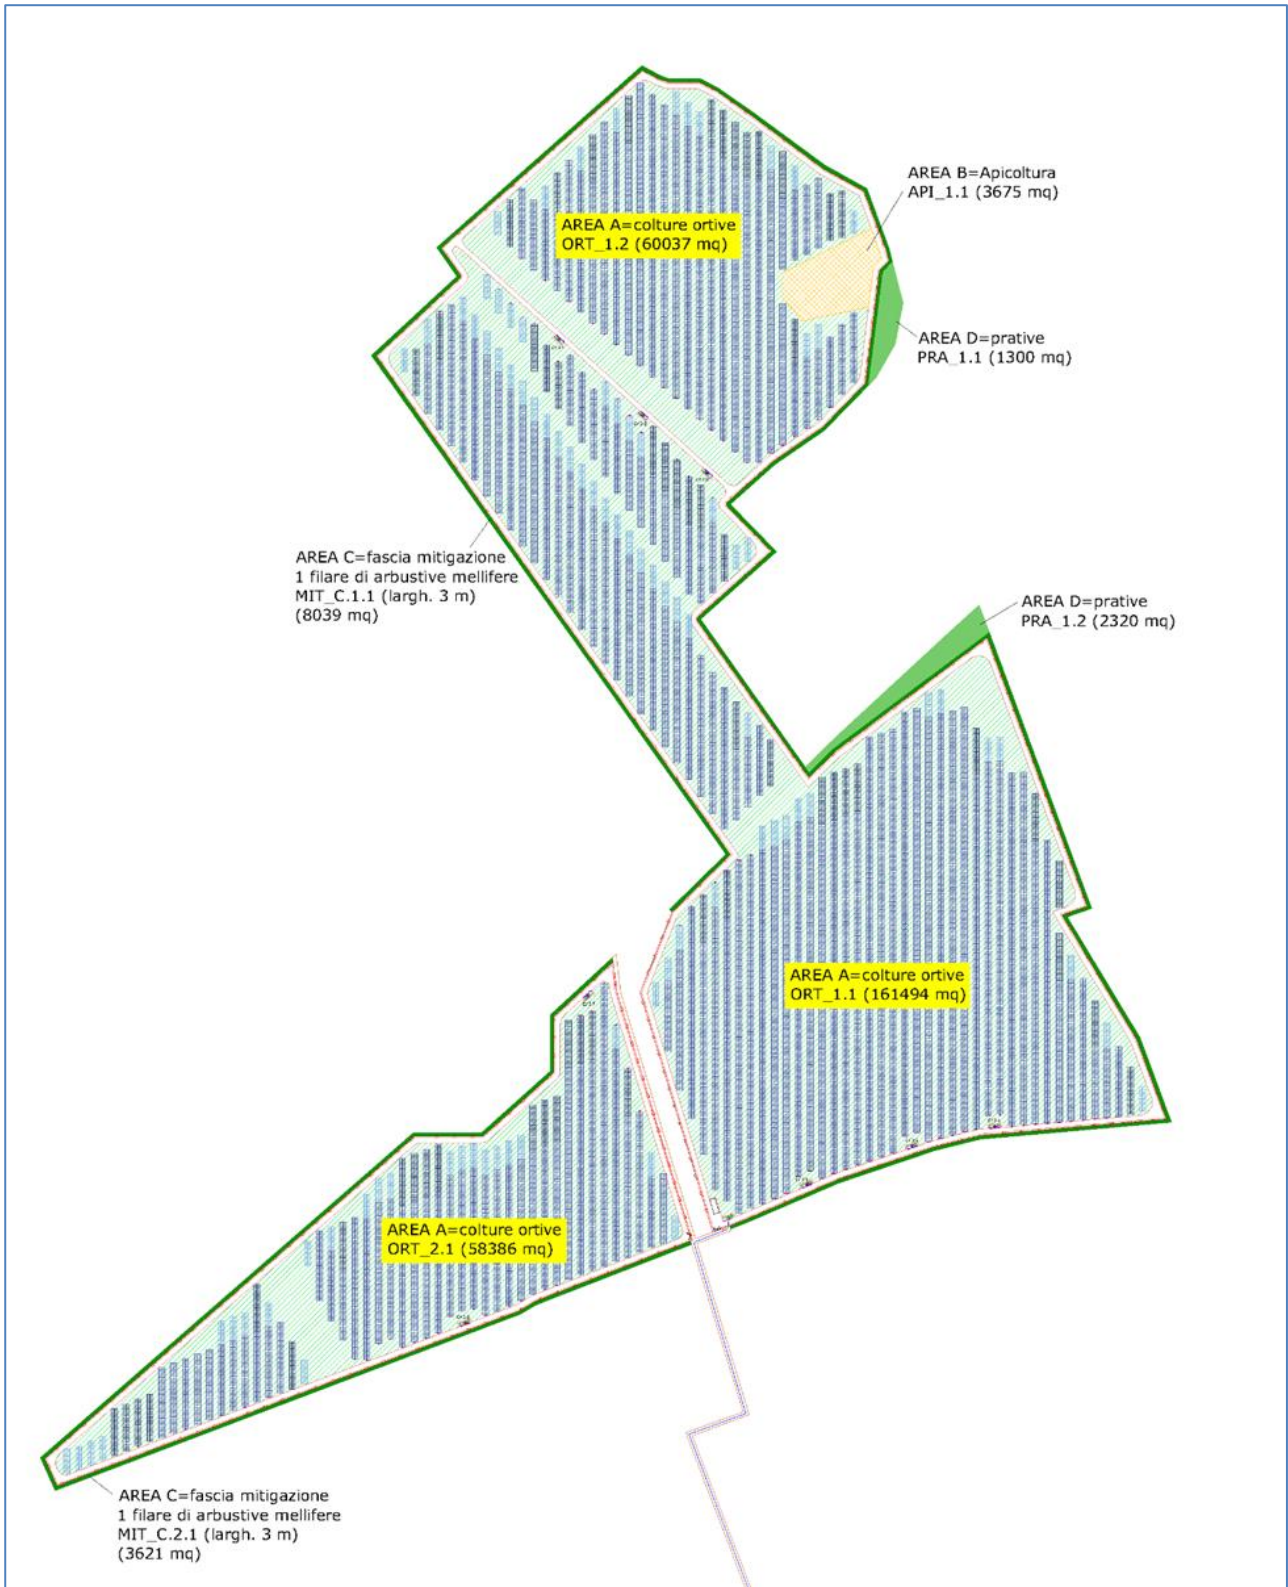 AREA B=Apicoltura
API_1.1 (3675 mq)
AREA A=colture ortive
ORT_1.2 (60037 mq)
AREA D=prative
PRA_1.1 (1300 mq)
AREA C=fascia mitigazione
1 filare di arbustive mellifere
MIT_C.1.1 (largh. 3 m)
(8039 mq)
AREA D=prative
PRA_1.2 (2320 mq)
AREA A=colture ortive
ORT_1.1 (161494 mq)
AREA A=colture ortive
ORT_2.1 (58386 mq)
AREA C=fascia mitigazione
1 filare di arbustive mellifere
MIT_C.2.1 (largh. 3 m)
(3621 mq)